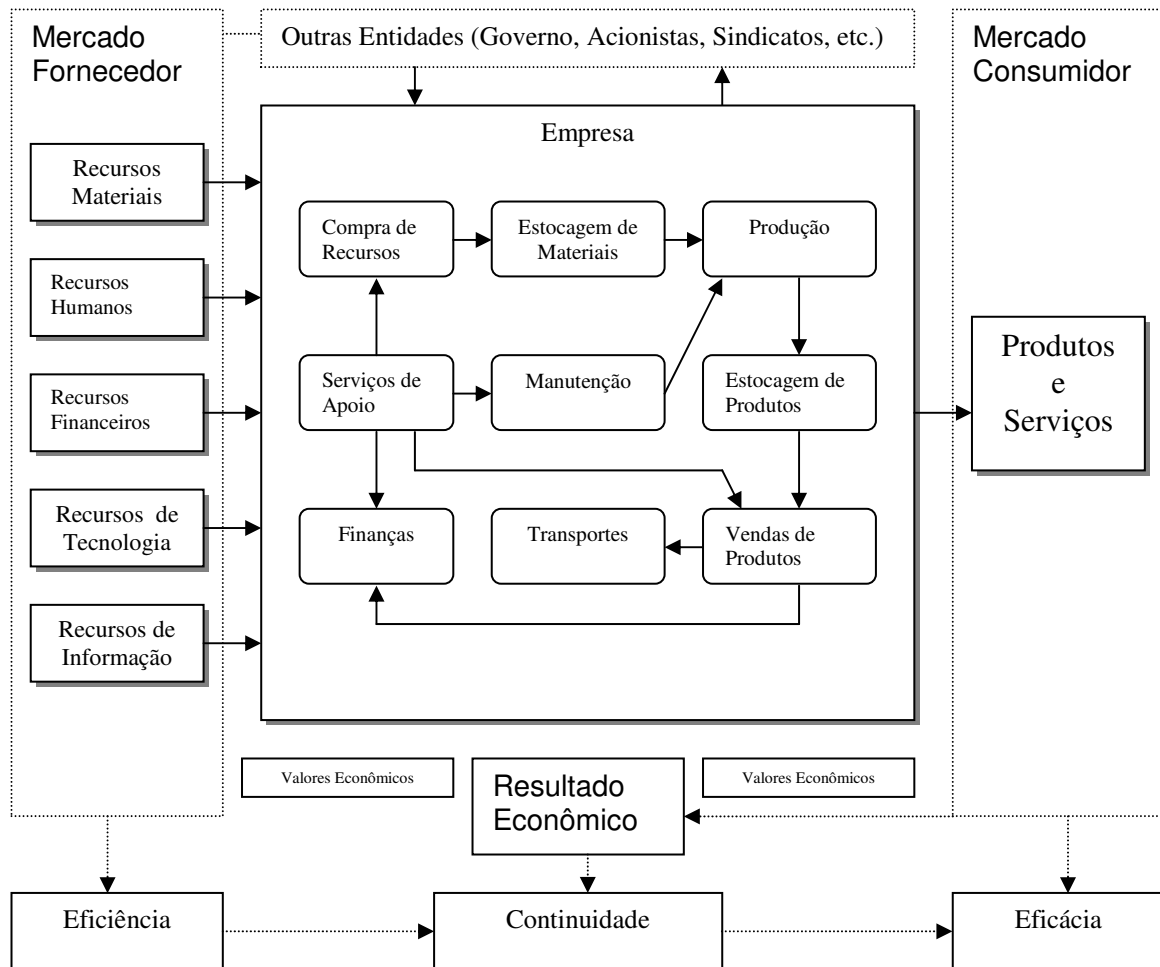 Mercado
Fornecedor
Outras Entidades (Governo, Acionistas, Sindicatos, etc.)
Mercado
Consumidor
Empresa
Recursos
Materiais
Recursos
Humanos
Recursos
Financeiros
Recursos de
Tecnologia
Recursos de
Informação
Compra de
Recursos
Estocagem de
Materiais
Produção
Serviços de
Apoio
Manutenção
Estocagem de
Produtos
Finanças
Transportes
Vendas de
Produtos
Produtos
e
Serviços
Valores Econômicos
Resultado
Econômico
Valores Econômicos
Eficiência
Continuidade
Eficácia